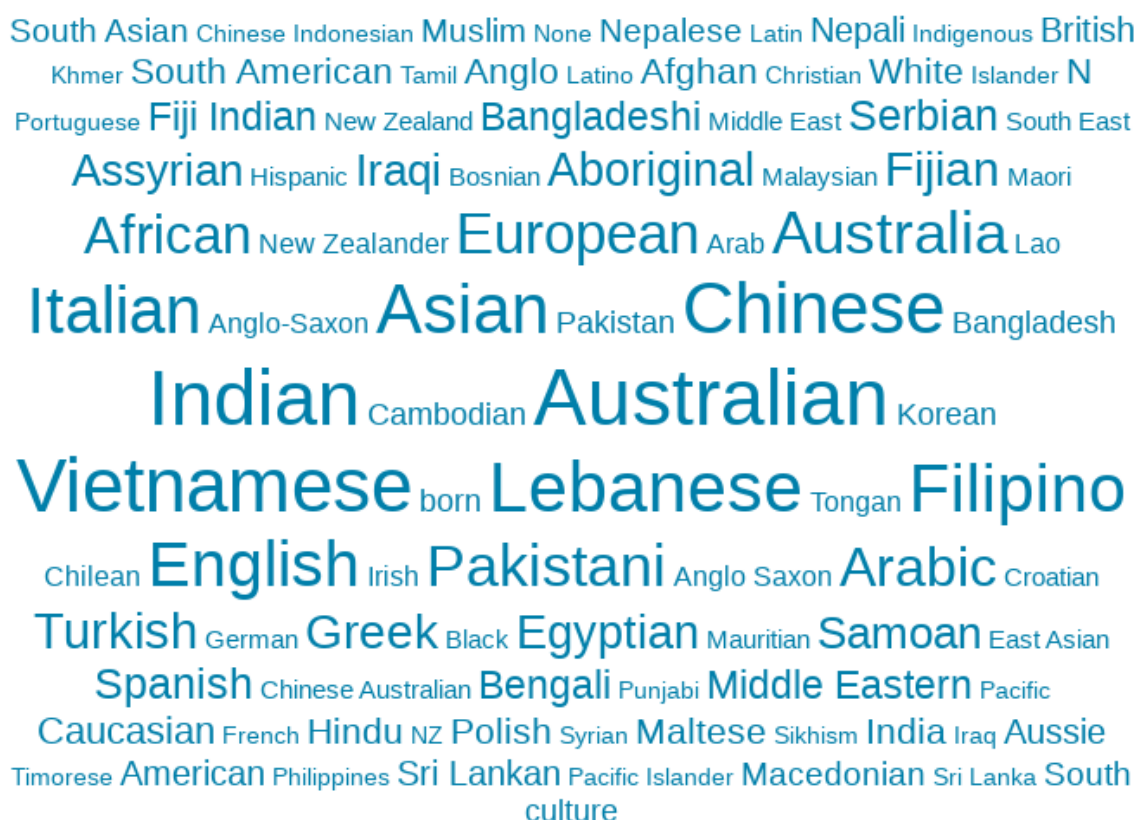 South Asian Chinese Indonesian Muslim None Nepalese Latin Nepali Indigenous British
Khmer South American Tamil Anglo Latino Afghan Christian White Islander N
Portuguese Fiji Indian New Zealand Bangladeshi Middle East Serbian South East
Assyrian Hispanic Iraqi Bosnian Aboriginal Malaysian Fijian Maori
African New Zealander European Arab Australia Lao
Italian Anglo-Saxon Asian Pakistan Chinese Bangladesh
Indian Cambodian Australian Korean
Vietnamese born Lebanese Tongan Filipino
Chilean English Irish Pakistani Anglo Saxon Arabic Croatian
Turkish German Greek Black Egyptian Mauritian Samoan East Asian
Spanish Chinese Australian Bengali Punjabi Middle Eastern Pacific
Caucasian French Hindu NZ Polish Syrian Maltese Sikhism India Iraq Aussie
Timorese American Philippines Sri Lankan Pacific Islander Macedonian Sri Lanka South
culture